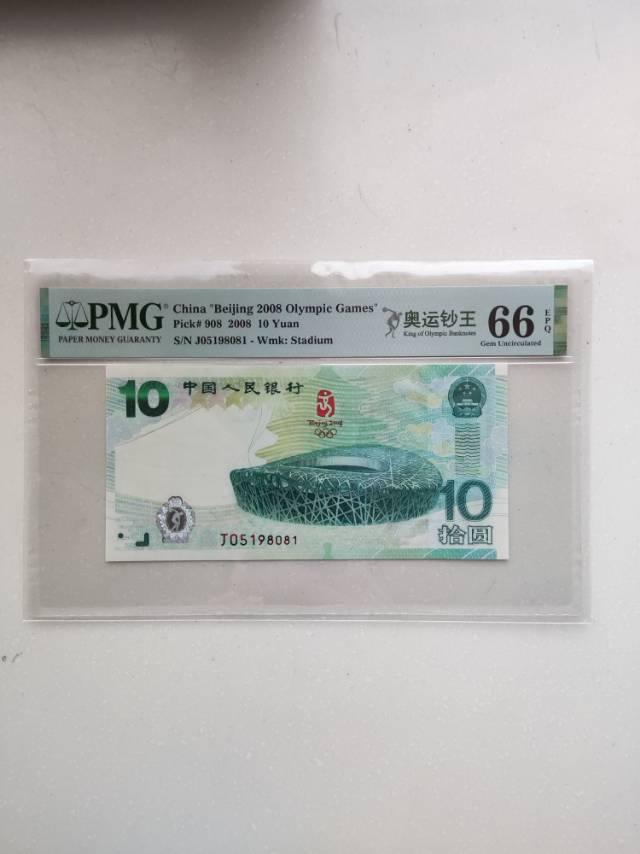 PMG
PAPER MONEY GUARANTY
China "Beijing 2008 Olympic Games"
Pick# 908 2008 10 Yuan
S/N J05198081 - Wmk: Stadium
奥运钞王
King of Olympic Banknotes
66
EPQ
Gem Uncirculated
10
中国人民银行
Beijing 2008
10
拾圆
J05198081